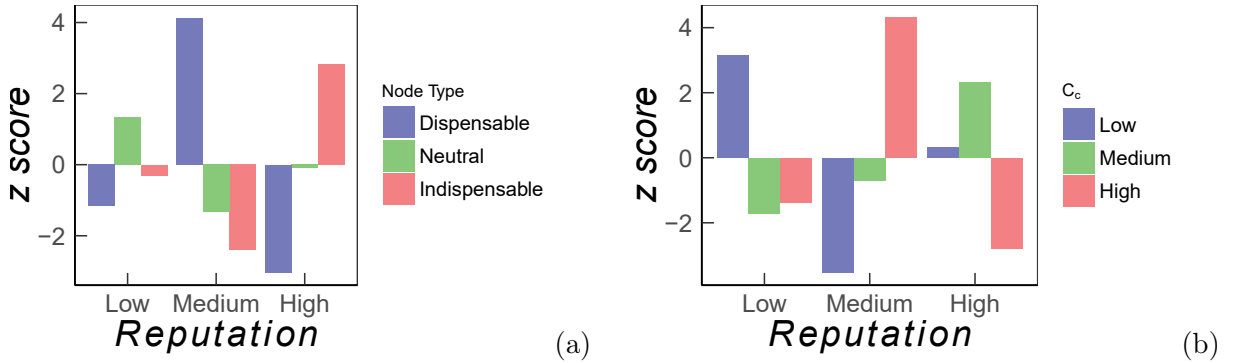 4
2
0
−2
z score
Low Medium High
Reputation
Node Type
Dispensable
Neutral
Indispensable
(a)
4
2
0
−2
z score
Low Medium High
Reputation
Cc
Low
Medium
High
(b)